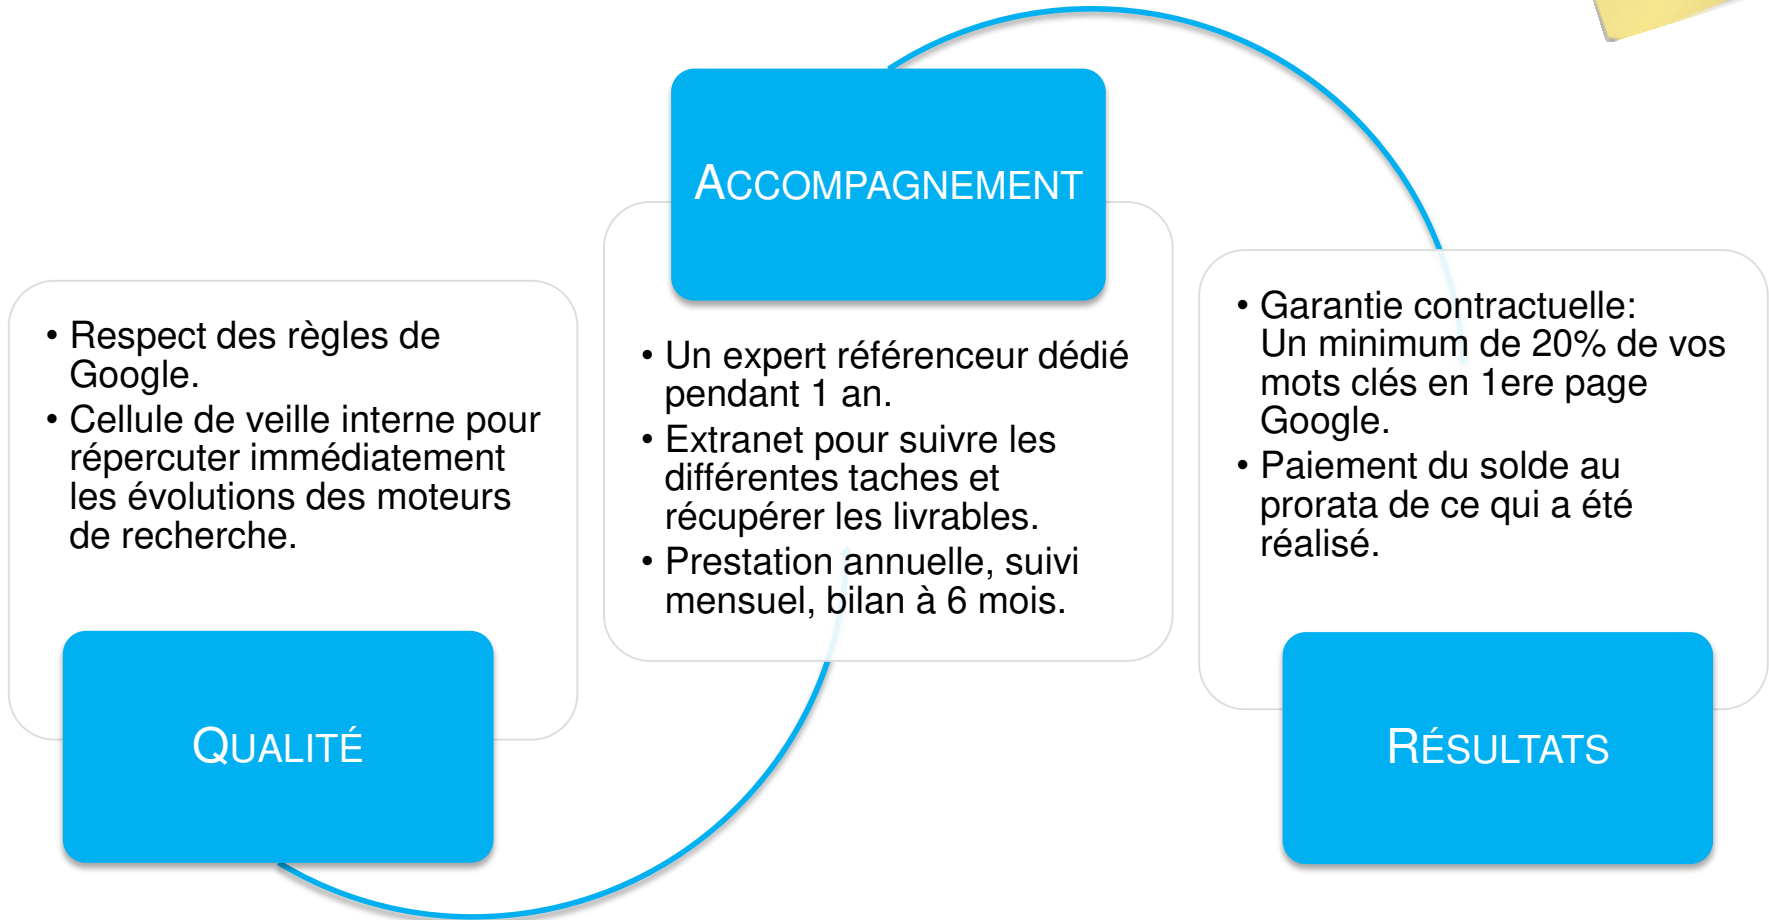 • Respect des règles de
Google.
• Cellule de veille interne pour
répercuter immédiatement
les évolutions des moteurs
de recherche.
QUALITÉ
ACCOMPAGNEMENT
• Un expert référenceur dédié
pendant 1 an.
• Extranet pour suivre les
différentes taches et
récupérer les livrables.
• Prestation annuelle, suivi
mensuel, bilan à 6 mois.
• Garantie contractuelle:
Un minimum de 20% de vos
mots clés en 1ere page
Google.
• Paiement du solde au
prorata de ce qui a été
réalisé.
RÉSULTATS